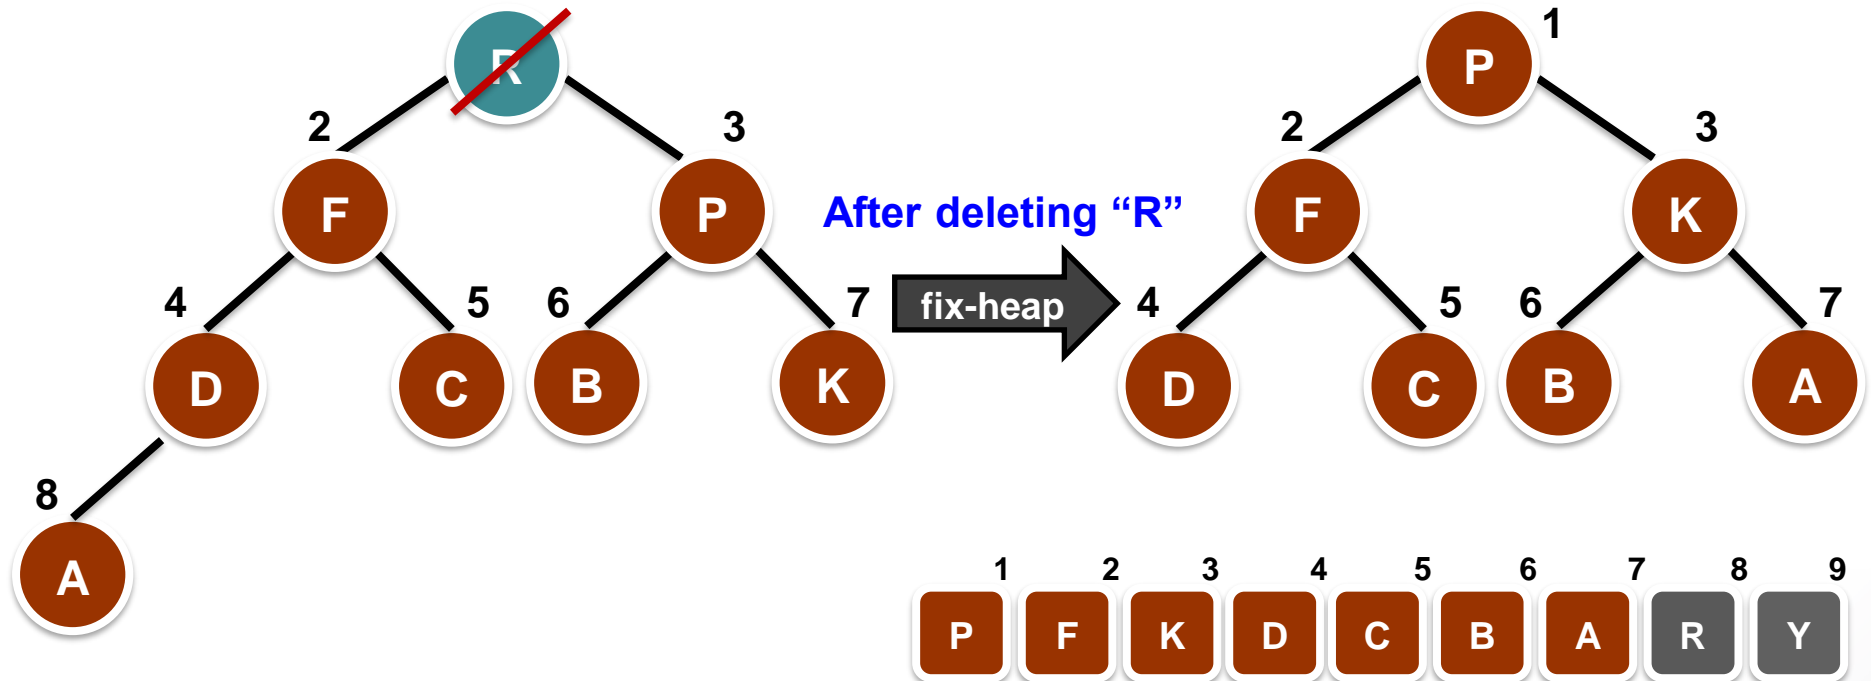 R
P
1
2
3
2
3
F
P
After deleting “R”
F
K
4
5
6
7
fix-heap
4
5
6
7
D
C
B
K
D
C
B
A
8
A
1 2 3 4 5 6 7 8 9
P F K D C B A R Y